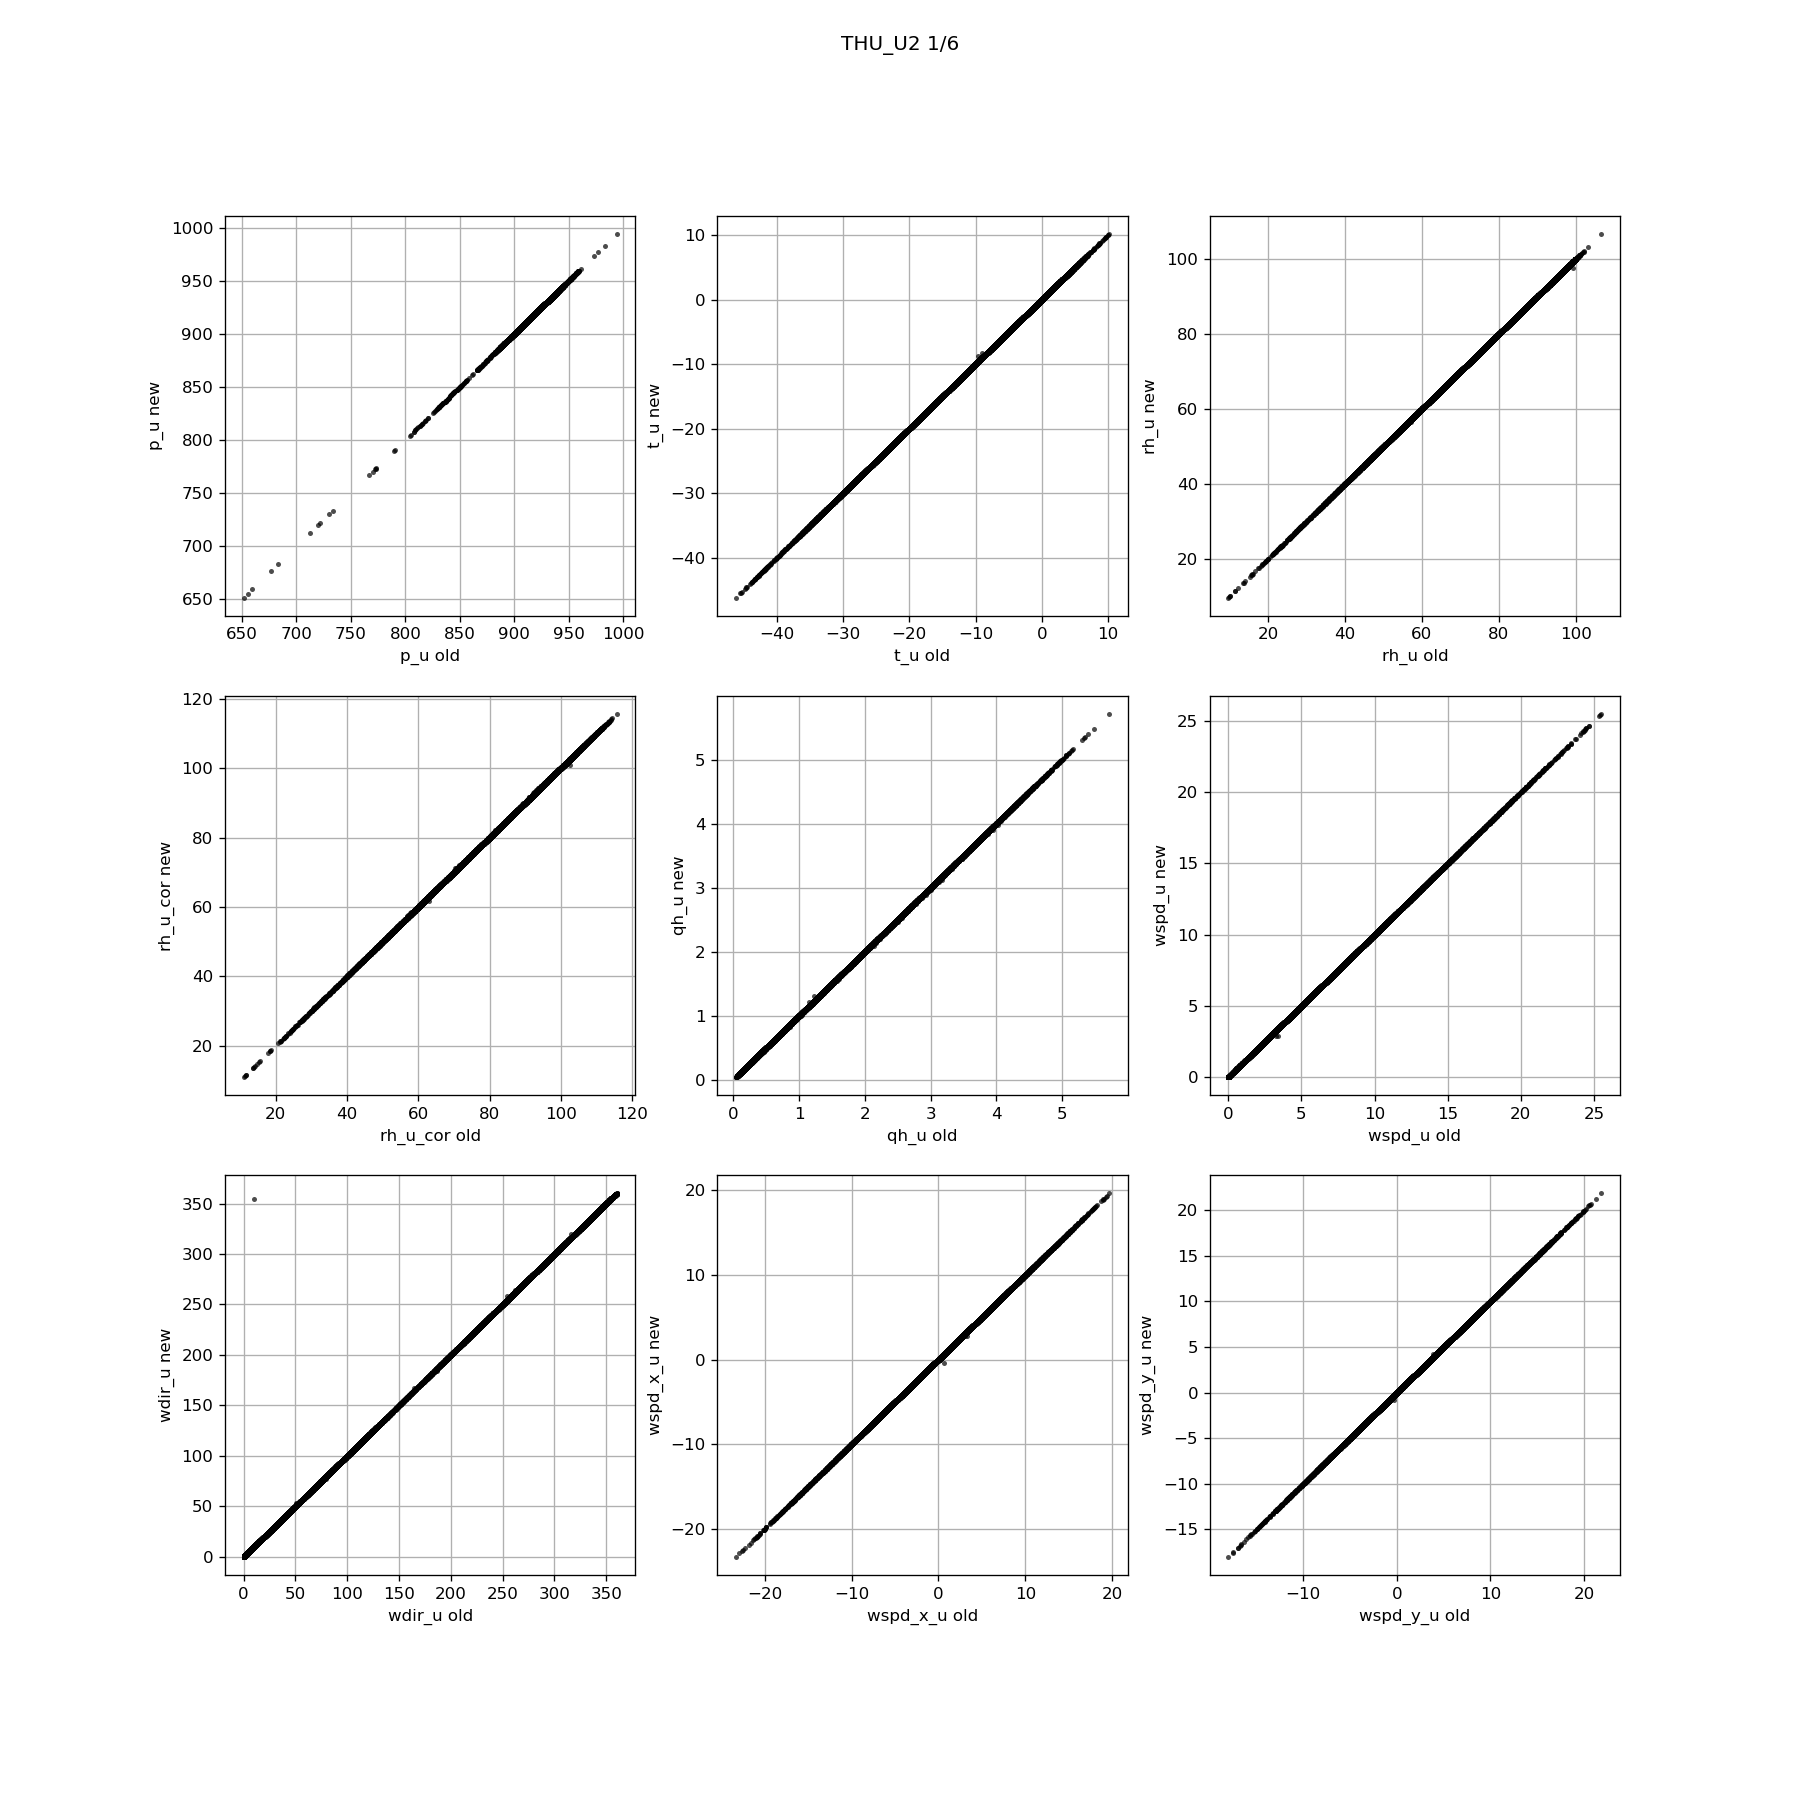 THU_U2 1/6
1000
950
900
850
800
750
700
650
p_u new
650 700 750 800 850 900 950 1000
p_u old
10
0
−10
−20
−30
−40
t_u new
−40 −30 −20 −10 0 10
t_u old
100
80
60
40
20
rh_u new
20 40 60 80 100
rh_u old
120
100
80
60
40
20
rh_u_cor new
20 40 60 80 100 120
rh_u_cor old
5
4
3
2
1
0
qh_u new
0 1 2 3 4 5
qh_u old
25
20
15
10
5
0
wspd_u new
0 5 10 15 20 25
wspd_u old
350
300
250
200
150
100
50
0
wdir_u new
0 50 100 150 200 250 300 350
wdir_u old
20
10
0
−10
−20
wspd_x_u new
−20 −10 0 10 20
wspd_x_u old
20
15
10
5
0
−5
−10
−15
wspd_y_u new
−10 0 10 20
wspd_y_u old